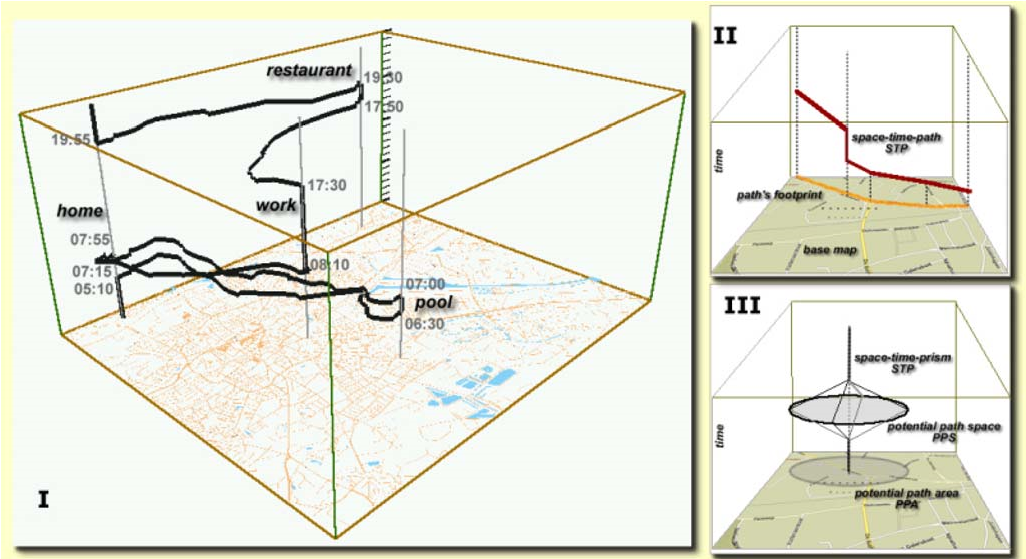 restaurant
19:30
17:50
19:55
17:30
work
home
07:55
07:15
05:10
08:10
07:00
pool
06:30
I
II
time
space-time-path
STP
path's footprint
base map
III
time
space-time-prism
STP
potential path space
PPS
potential path area
PPA